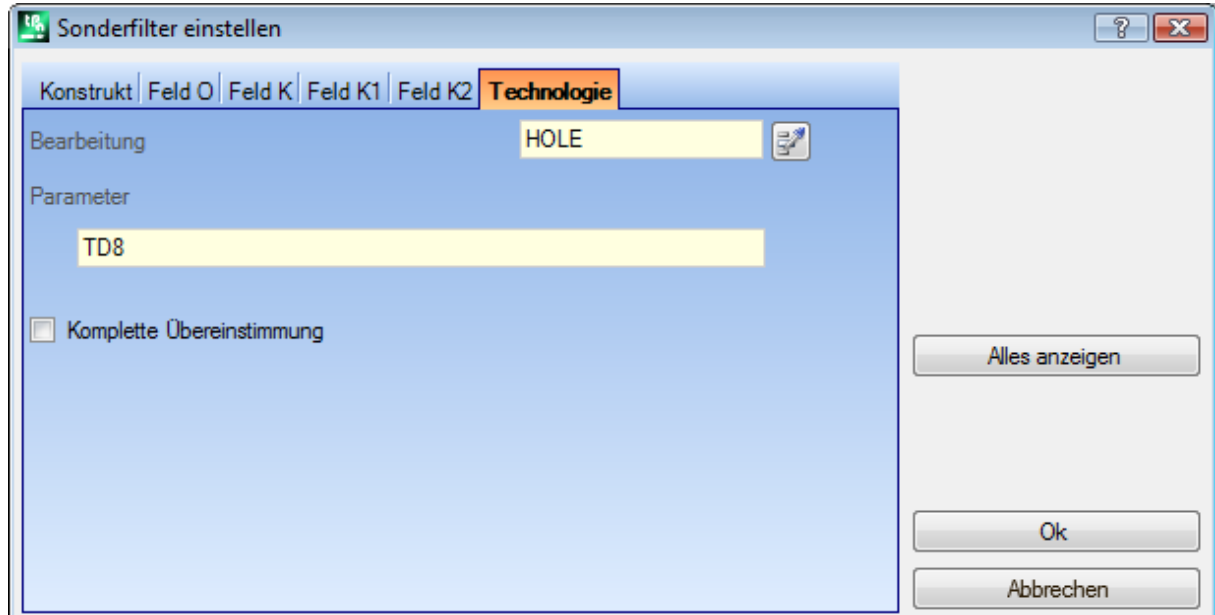 Sonderfilter einstellen
Konstrukt Feld O Feld K Feld K1 Feld K2 Technologie
Bearbeitung HOLE
Parameter
TD8
Komplette Übereinstimmung
Alles anzeigen
Ok
Abbrechen